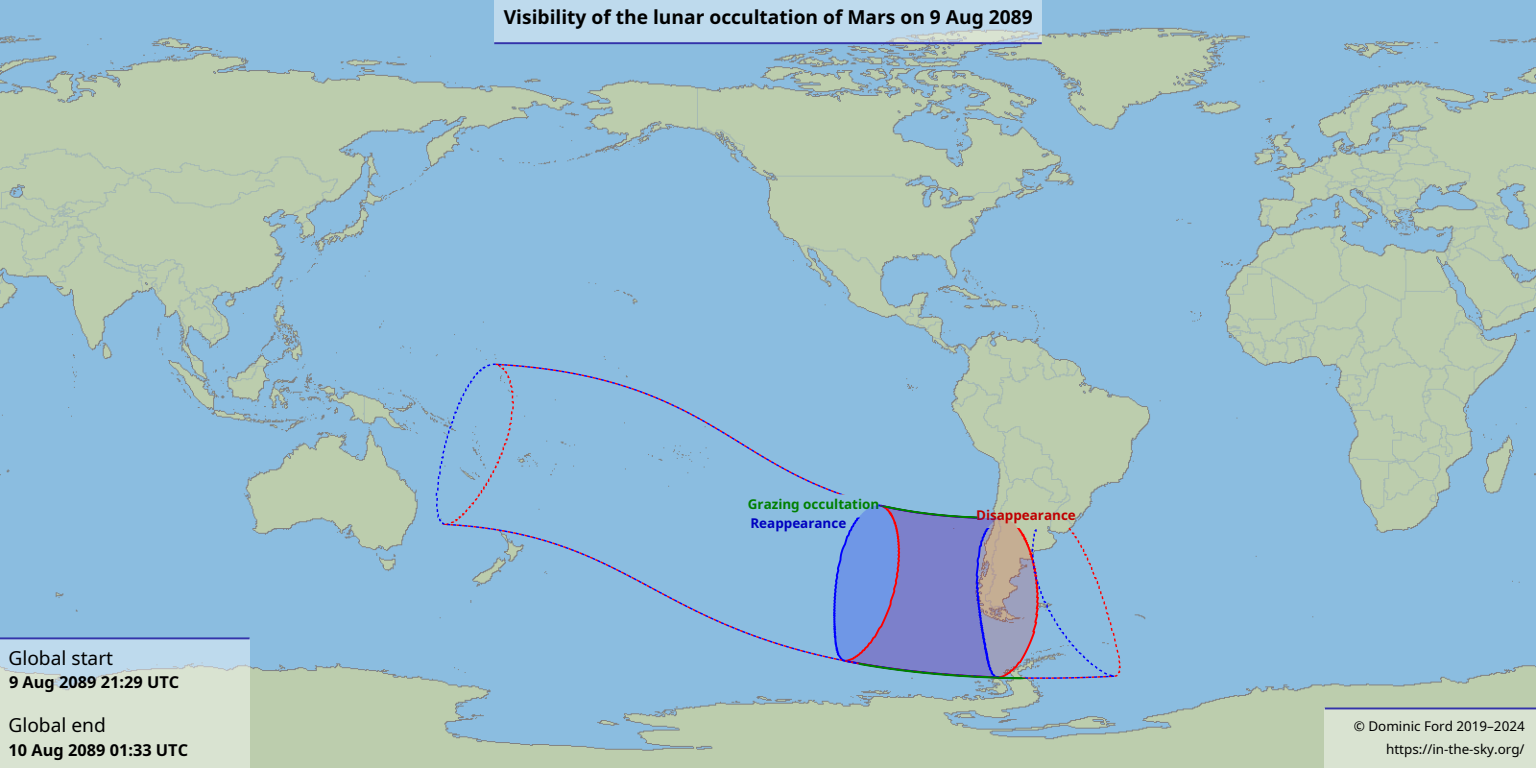 Visibility of the lunar occultation of Mars on 9 Aug 2089
Grazing occultation
Reappearance
Disappearance
Global start
9 Aug 2089 21:29 UTC
Global end
10 Aug 2089 01:33 UTC
© Dominic Ford 2019–2024
https://in-the-sky.org/